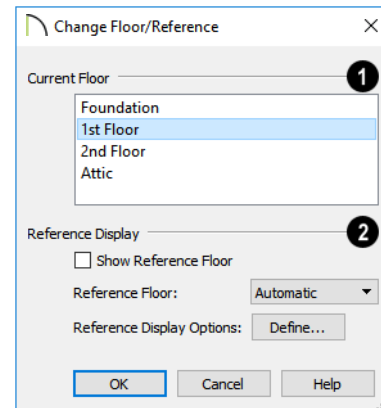 Change Floor/Reference
Current Floor 1
Foundation
1st Floor
2nd Floor
Attic
Reference Display 2
Show Reference Floor
Reference Floor: Automatic
Reference Display Options: Define...
OK Cancel Help